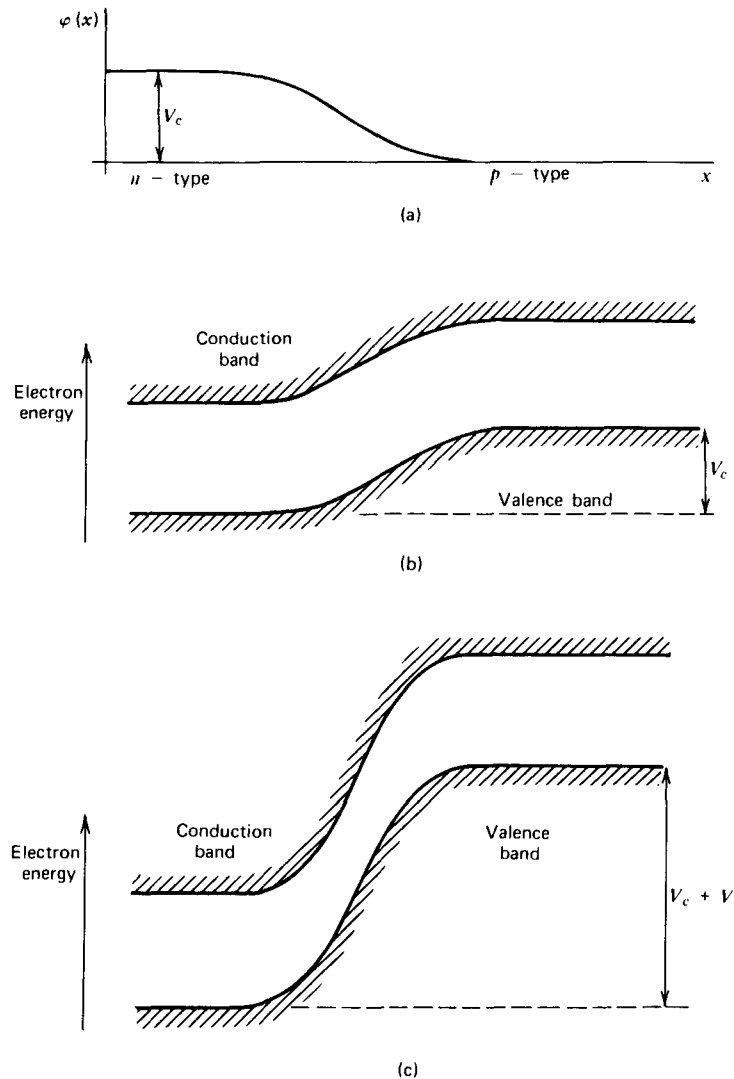 φ(x)
V_c
n – type
p – type
x
(a)
Conduction
band
Electron
energy
V_c
Valence band
(b)
Conduction
band
Valence
band
Electron
energy
V_c + V
(c)